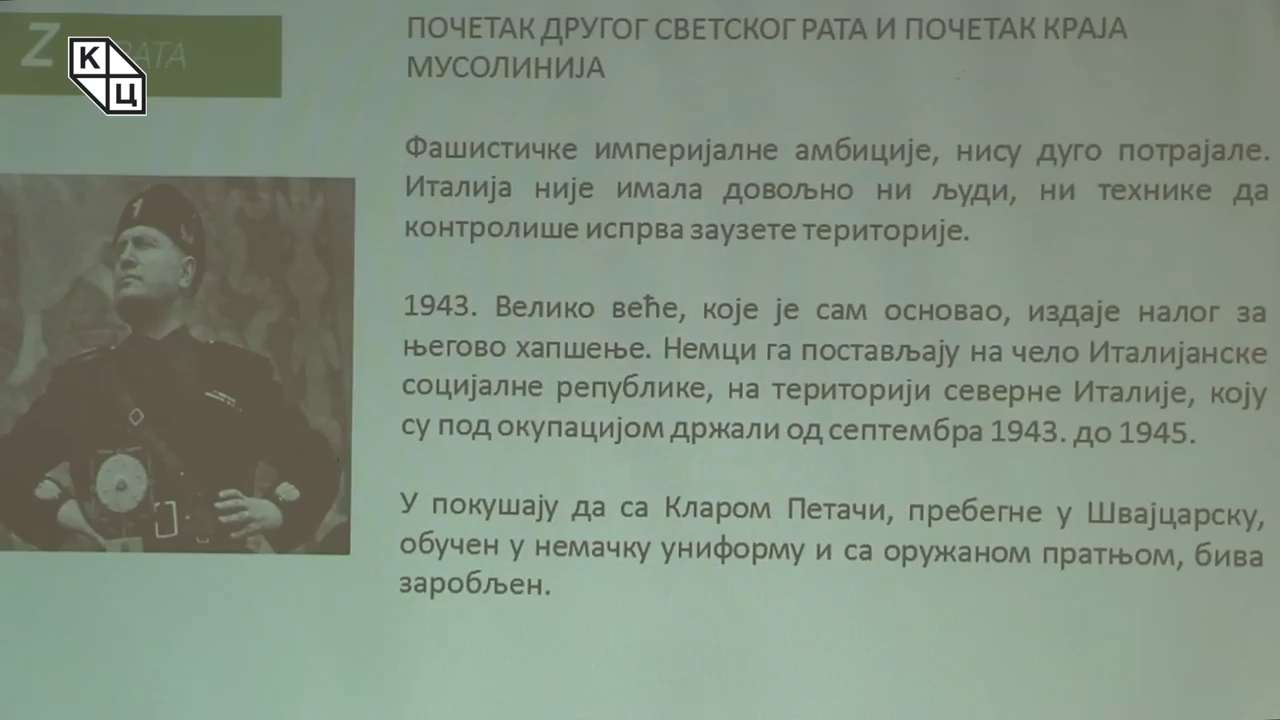 Z
АТА
К
Ц
ПОЧЕТАК ДРУГОГ СВЕТСКОГ РАТА И ПОЧЕТАК КРАЈА
МУСОЛИНИЈА
Фашистичке империјалне амбиције, нису дуго потрајале.
Италија није имала довољно ни људи, ни технике да
контролише испрва заузете територије.
1943. Велико веће, које је сам основао, издаје налог за
његово хапшење. Немци га постављају на чело Италијанске
социјалне републике, на територији северне Италије, коју
су под окупацијом држали од септембра 1943. до 1945.
У покушају да са Кларом Петачи, пребегне у Швајцарску,
обучен у немачку униформу и са оружаном пратњом, бива
заробљен.